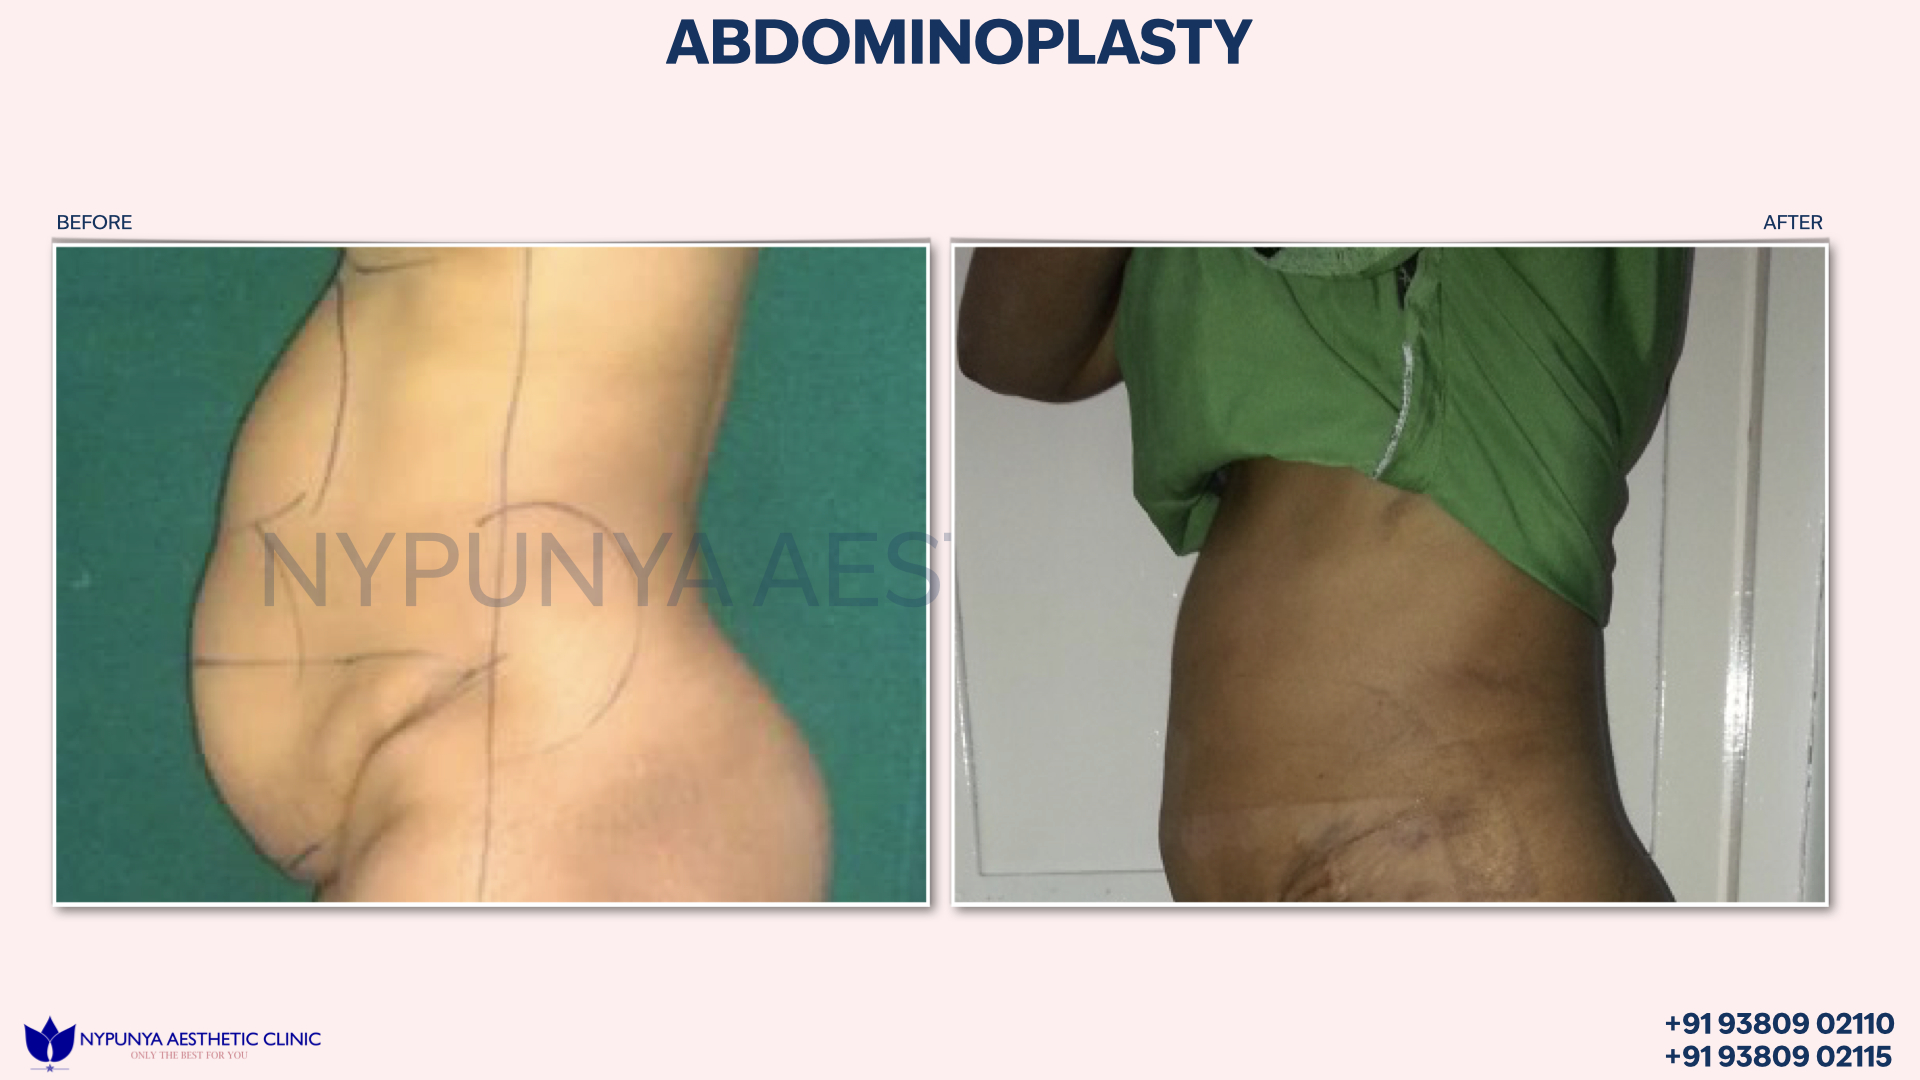 ABDOMINOPLASTY
BEFORE
AFTER
NYPUNYA AES
NYPUNYA AESTHETIC CLINIC
ONLY THE BEST FOR YOU
+91 93809 02110
+91 93809 02115